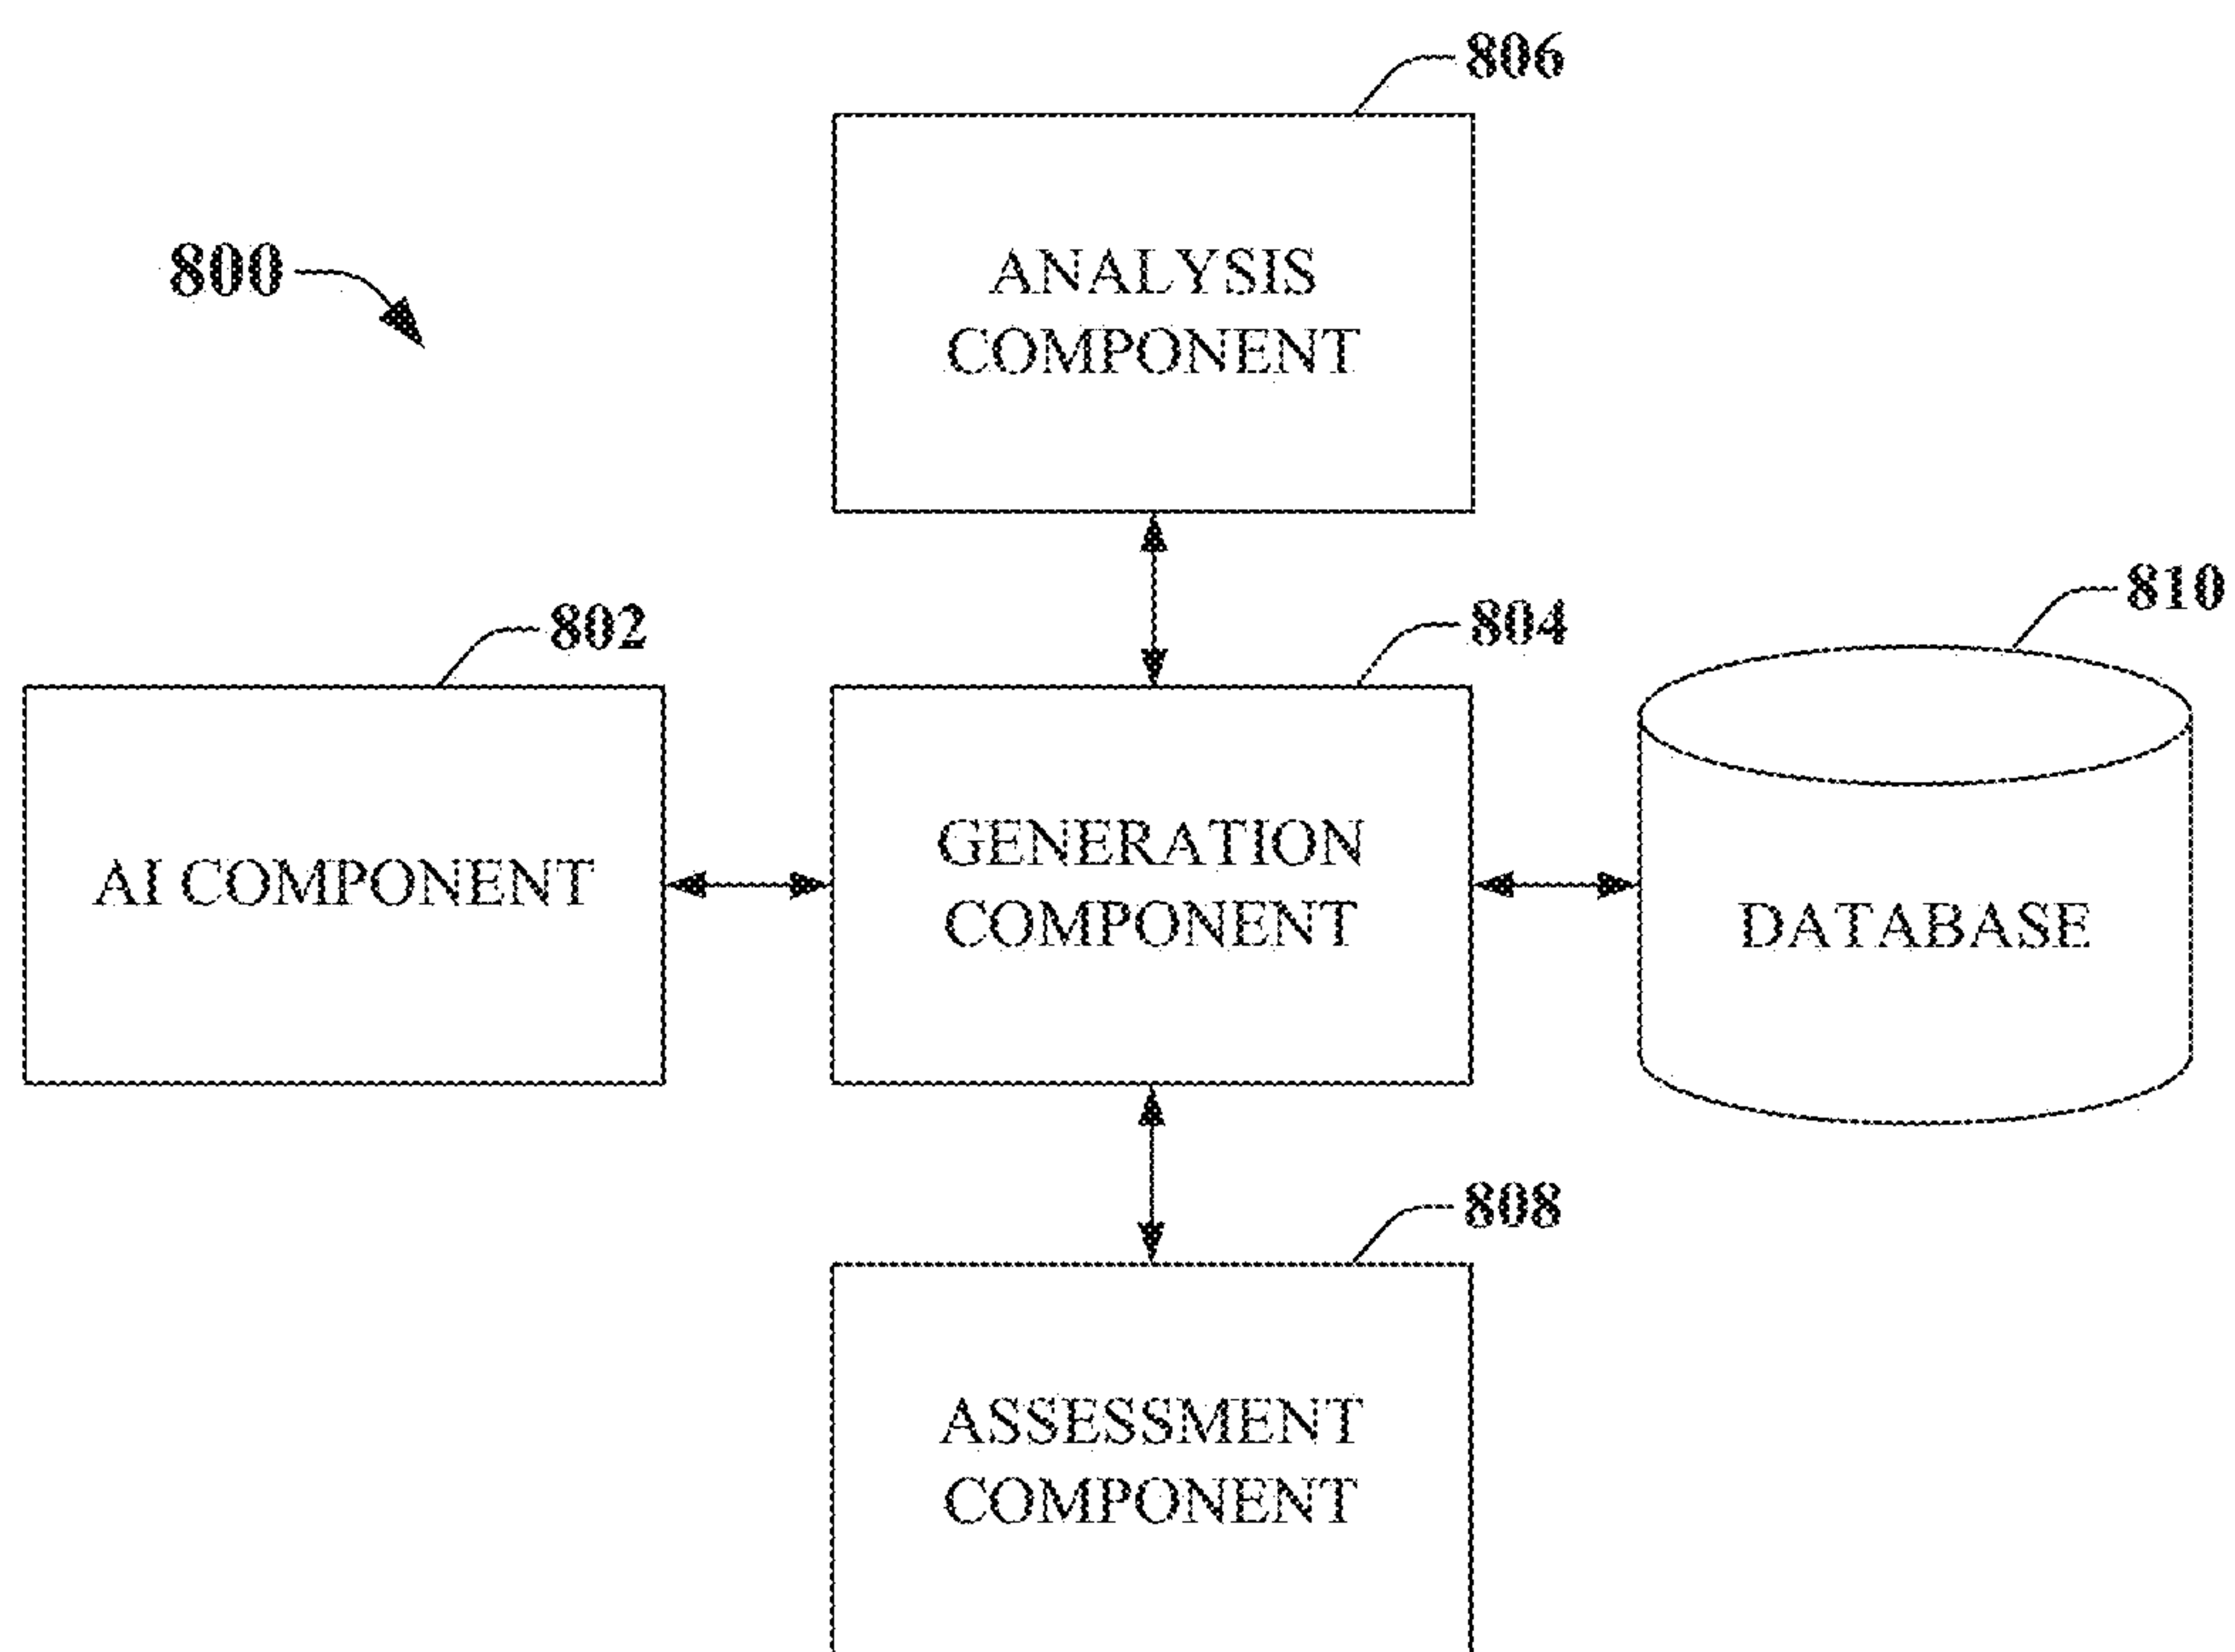 806
800
ANALYSIS
COMPONENT
810
802
804
AI COMPONENT
GENERATION
COMPONENT
DATABASE
808
ASSESSMENT
COMPONENT